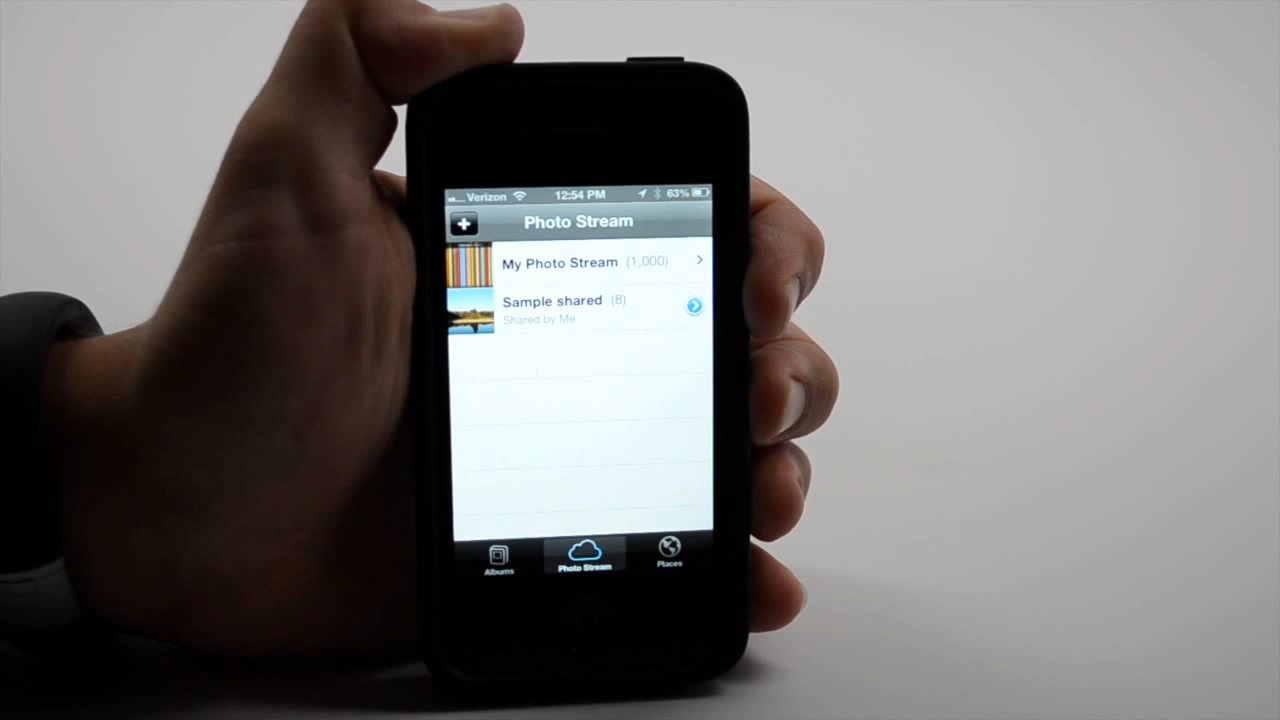 Verizon 12:54 PM 63%
+ Photo Stream
My Photo Stream (1,000)
Sample shared (8)
Shared by Me
Albums Photo Stream Places